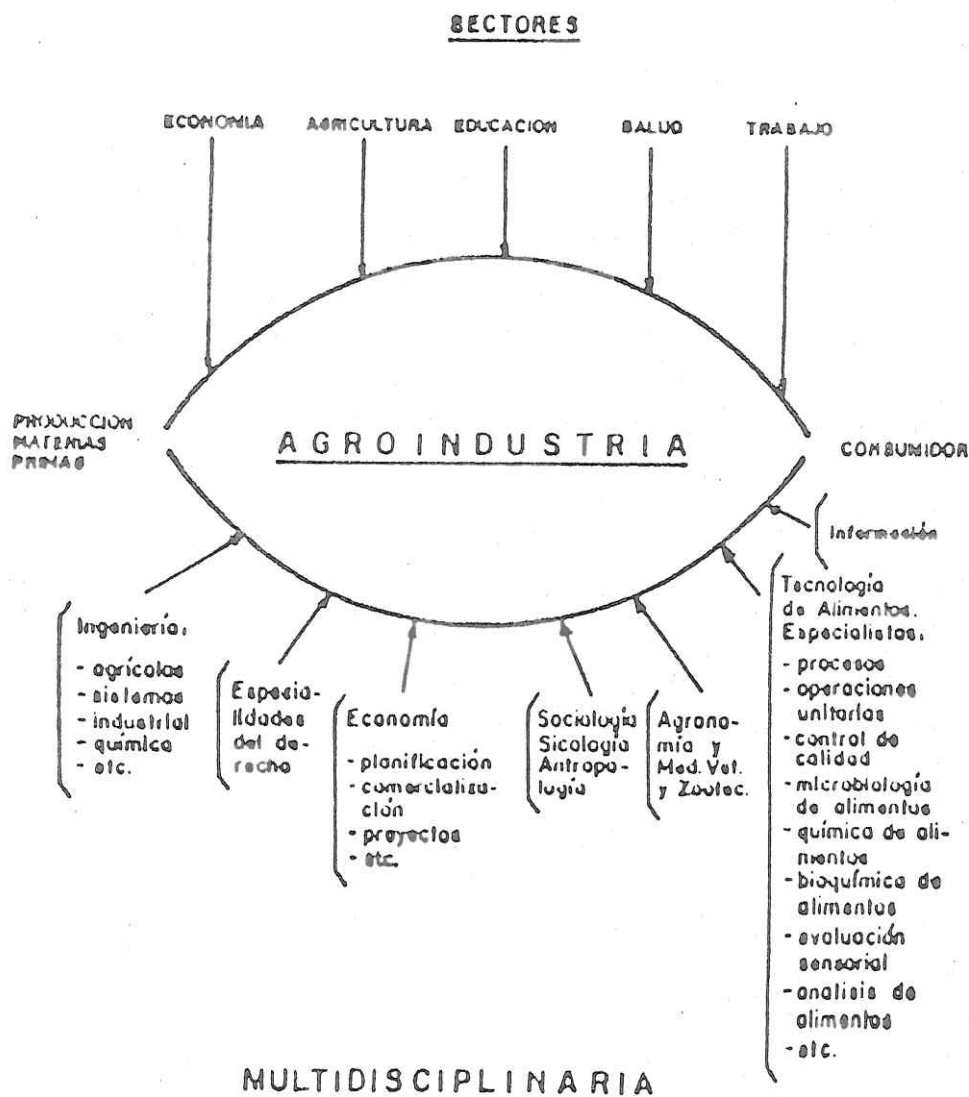 SECTORES
ECONOMIA
AGRICULTURA
EDUCACION
SALUD
TRABAJO
PRODUCCION
MATERIAS
PRIMAS
AGROINDUSTRIA
CONSUMIDOR
Información
Ingeniería.
- agrícolas
- sistemas
- industrial
- química
- etc.
Especia-
lidades
del de-
recho
Economía
- planificación
- comercializa-
ción
- proyectos
- etc.
Sociología
Sicología
Antropo-
logía
Agrono-
mía y
Med. Vet.
y Zootec.
Tecnología
de Alimentos.
Especialistas.
- procesos
- operaciones
unitarias
- control de
calidad
- microbiología
de alimentos
- química de ali-
mentos
- bioquímica de
alimentos
- evaluación
sensorial
- analisis de
alimentos
- etc.
MULTIDISCIPLINARIA